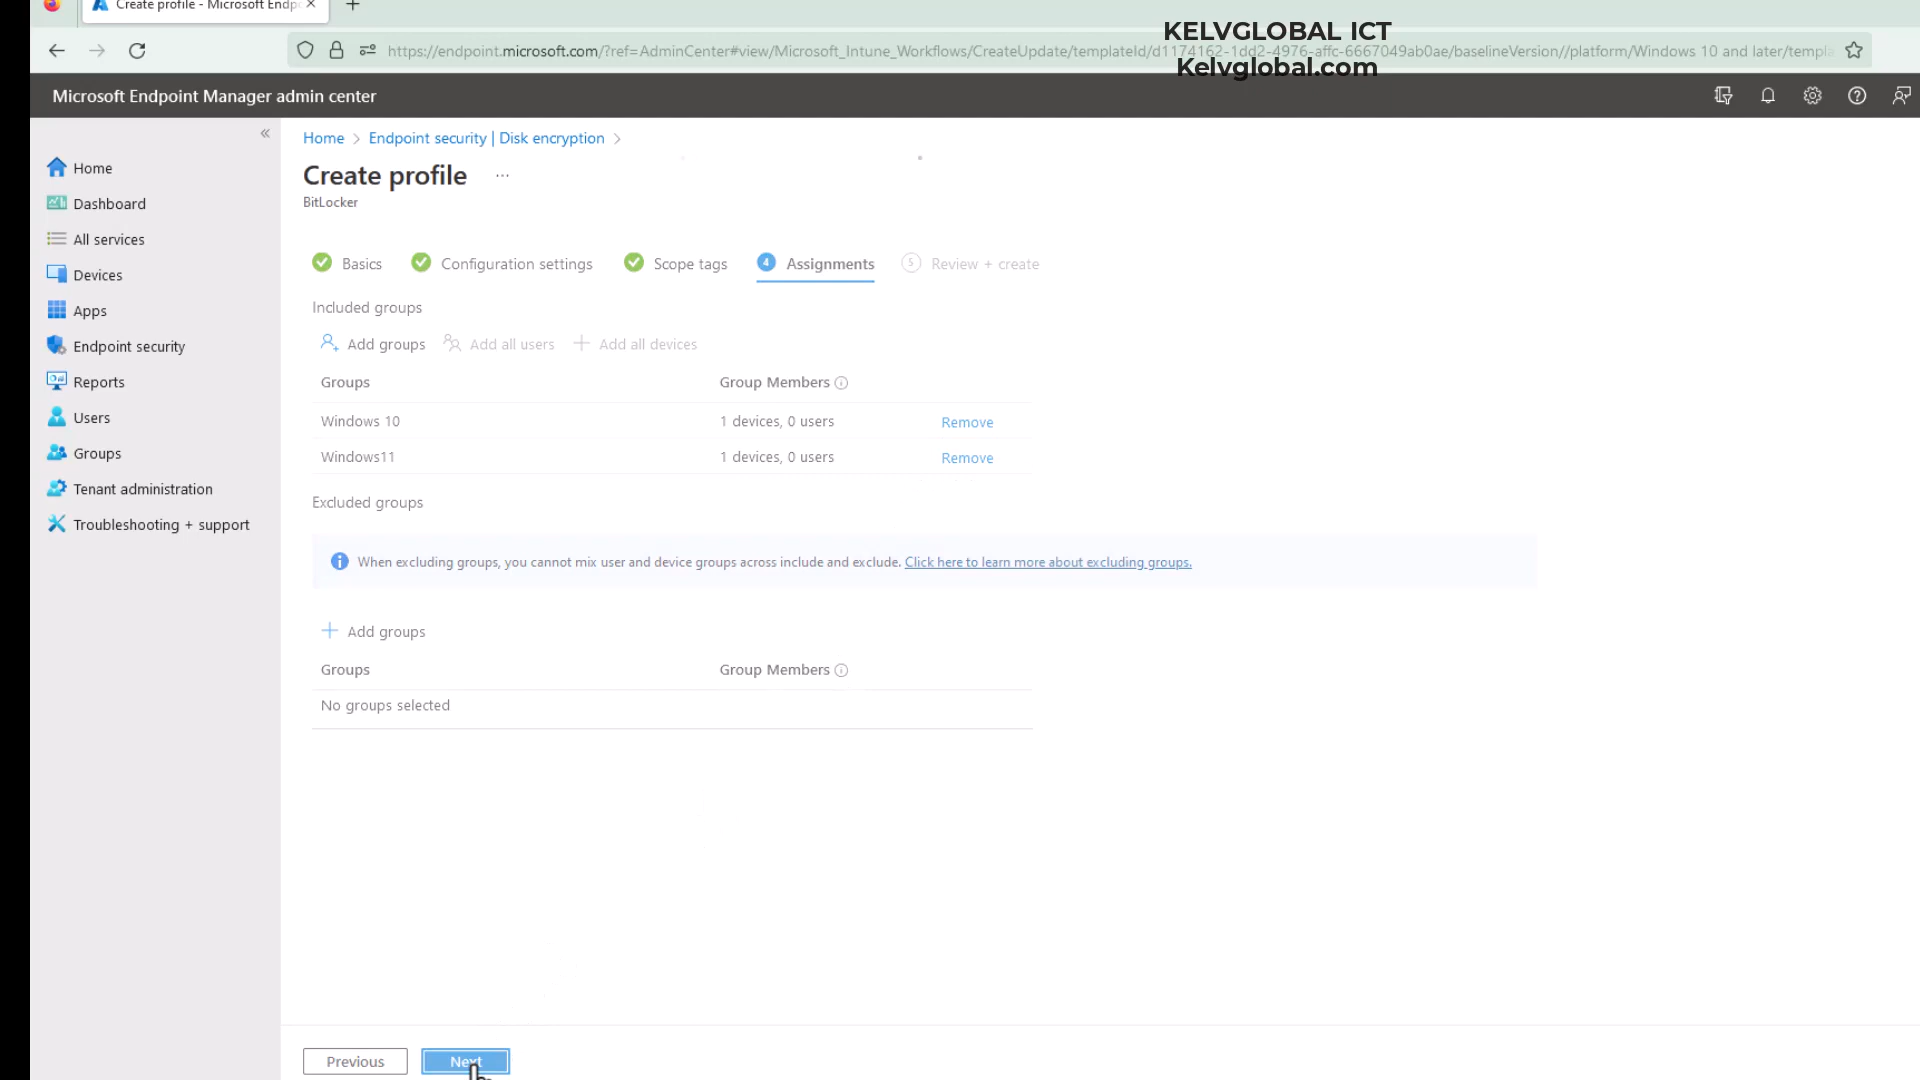 Create profile - Microsoft Endp
KELVGLOBAL ICT
https://endpoint.microsoft.com/?ref=AdminCenter#view/Microsoft_Intune_Workflows/CreateUpdate/templateId/d1174162-1dd2-4976-affc-6667049ab0ae/baselineVersion//platform/Windows 10 and later/templa
Kelvglobal.com
Microsoft Endpoint Manager admin center
Home > Endpoint security | Disk encryption >
Create profile ...
BitLocker
Home
Dashboard
All services
Devices
Apps
Endpoint security
Reports
Users
Groups
Tenant administration
Troubleshooting + support
Basics Configuration settings Scope tags 4 Assignments 5 Review + create
Included groups
Add groups Add all users Add all devices
Groups Group Members
Windows 10 1 devices, 0 users Remove
Windows11 1 devices, 0 users Remove
Excluded groups
When excluding groups, you cannot mix user and device groups across include and exclude. Click here to learn more about excluding groups.
Add groups
Groups Group Members
No groups selected
Previous Next